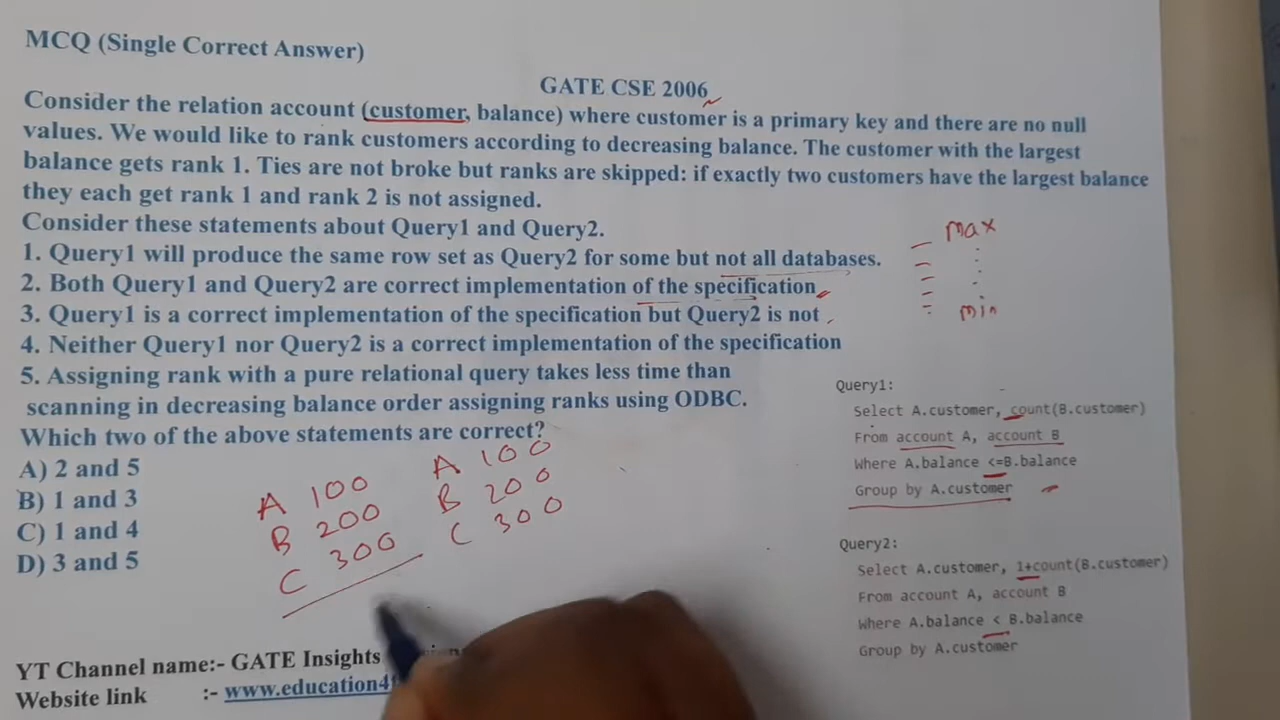 MCQ (Single Correct Answer)
GATE CSE 2006
Consider the relation account (customer, balance) where customer is a primary key and there are no null
values. We would like to rank customers according to decreasing balance. The customer with the largest
balance gets rank 1. Ties are not broke but ranks are skipped: if exactly two customers have the largest balance
they each get rank 1 and rank 2 is not assigned.
Consider these statements about Query1 and Query2.
1. Query1 will produce the same row set as Query2 for some but not all databases.
2. Both Query1 and Query2 are correct implementation of the specification
3. Query1 is a correct implementation of the specification but Query2 is not
4. Neither Query1 nor Query2 is a correct implementation of the specification
5. Assigning rank with a pure relational query takes less time than
scanning in decreasing balance order assigning ranks using ODBC.
Which two of the above statements are correct?
A) 2 and 5
B) 1 and 3
C) 1 and 4
D) 3 and 5
max
min
A 100
B 200
C 300
A 100
B 200
C 300
Query1:
Select A.customer, count(B.customer)
From account A, account B
Where A.balance <=B.balance
Group by A.customer
Query2:
Select A.customer, 1+count(B.customer)
From account A, account B
Where A.balance < B.balance
Group by A.customer
YT Channel name:- GATE Insights
Website link :- www.education4